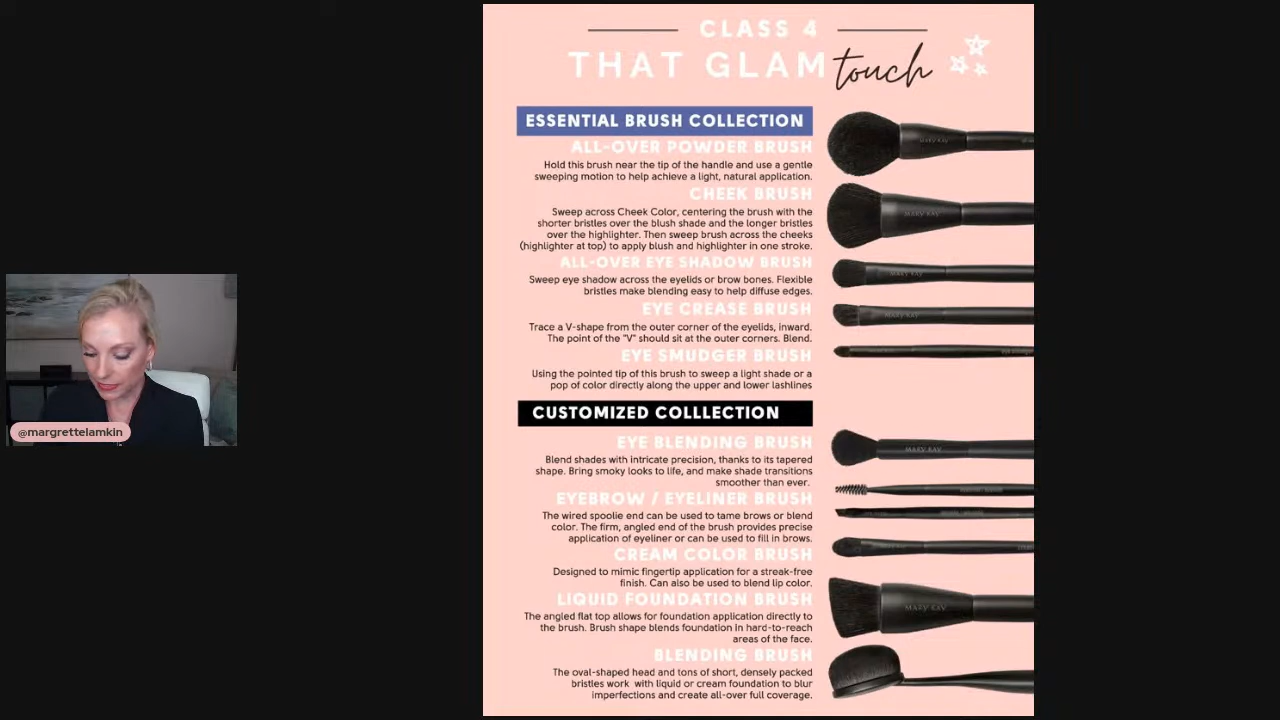 CLASS 4
THAT GLAM touch
ESSENTIAL BRUSH COLLECTION
ALL-OVER POWDER BRUSH
Hold this brush near the tip of the handle and use a gentle
sweeping motion to help achieve a light, natural application.
CHEEK BRUSH
Sweep across Cheek Color, centering the brush with the
shorter bristles over the blush shade and the longer bristles
over the highlighter. Then sweep brush across the cheeks
(highlighter at top) to apply blush and highlighter in one stroke.
ALL-OVER EYE SHADOW BRUSH
Sweep eye shadow across the eyelids or brow bones. Flexible
bristles make blending easy to help diffuse edges.
EYE CREASE BRUSH
Trace a V-shape from the outer corner of the eyelids, inward.
The point of the "V" should sit at the outer corners. Blend.
EYE SMUDGER BRUSH
Using the pointed tip of this brush to sweep a light shade or a
pop of color directly along the upper and lower lashlines
CUSTOMIZED COLLLECTION
EYE BLENDING BRUSH
Blend shades with intricate precision, thanks to its tapered
shape. Bring smoky looks to life, and make shade transitions
smoother than ever.
EYEBROW / EYELINER BRUSH
The wired spoolie end can be used to tame brows or blend
color. The firm, angled end of the brush provides precise
application of eyeliner or can be used to fill in brows.
CREAM COLOR BRUSH
Designed to mimic fingertip application for a streak-free
finish. Can also be used to blend lip color.
LIQUID FOUNDATION BRUSH
The angled flat top allows for foundation application directly to
the brush. Brush shape blends foundation in hard-to-reach
areas of the face.
BLENDING BRUSH
The oval-shaped head and tons of short, densely packed
bristles work with liquid or cream foundation to blur
imperfections and create all-over full coverage.
MARY KAY
MARY KAY
MARY KAY
MARY KAY
MARY KAY
MARY KAY
@margrettelamkin